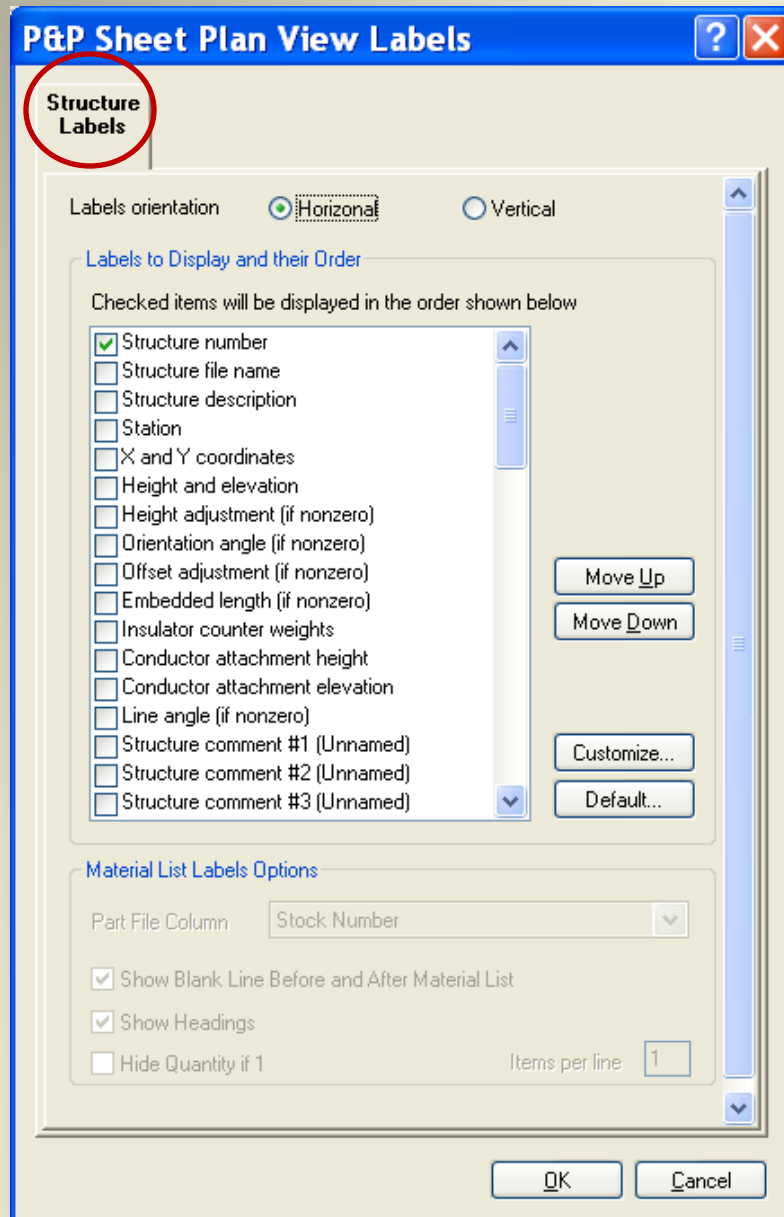 P&P Sheet Plan View Labels
Structure
Labels
Labels orientation Horizonal Vertical
Labels to Display and their Order
Checked items will be displayed in the order shown below
Structure number
Structure file name
Structure description
Station
X and Y coordinates
Height and elevation
Height adjustment (if nonzero)
Orientation angle (if nonzero)
Offset adjustment (if nonzero)
Embedded length (if nonzero)
Insulator counter weights
Conductor attachment height
Conductor attachment elevation
Line angle (if nonzero)
Structure comment #1 (Unnamed)
Structure comment #2 (Unnamed)
Structure comment #3 (Unnamed)
Move Up
Move Down
Customize...
Default...
Material List Labels Options
Part File Column Stock Number
Show Blank Line Before and After Material List
Show Headings
Hide Quantity if 1 Items per line 1
OK Cancel